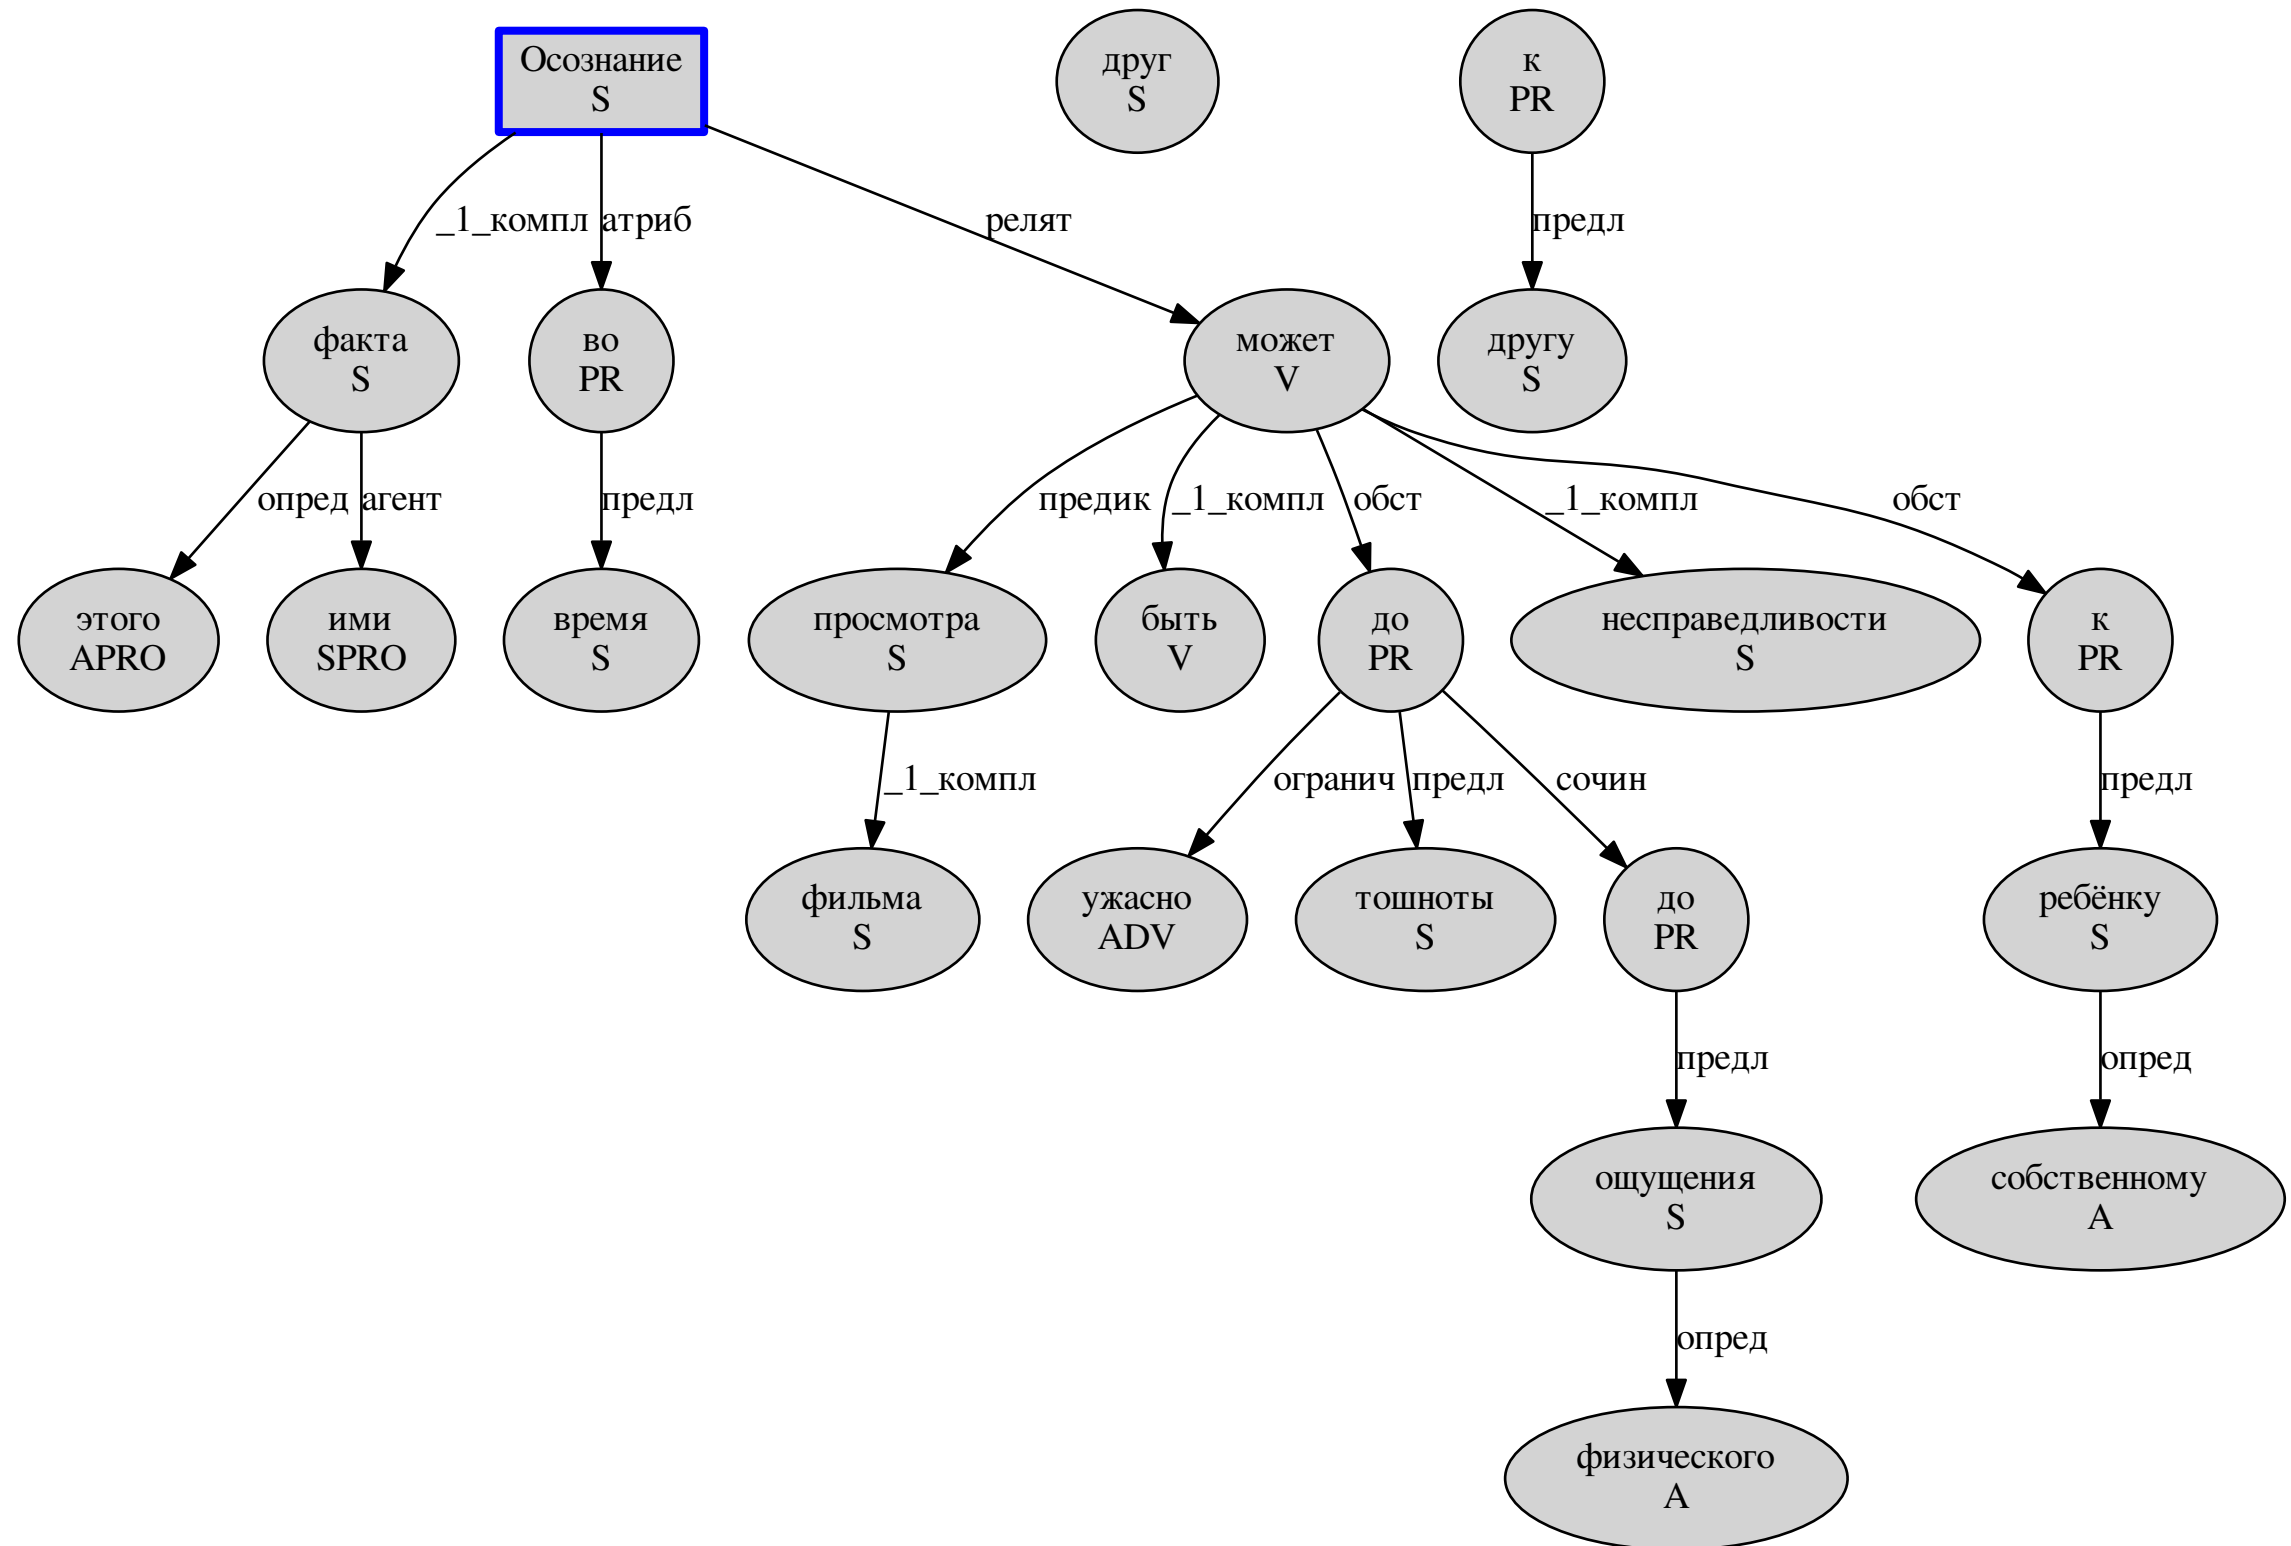 Осознание
S
друг
S
к
PR
_1_компл
атриб
релят
предл
факта
S
во
PR
может
V
другу
S
опред
агент
предл
предик
_1_компл
обст
_1_компл
обст
этого
APRO
ими
SPRO
время
S
просмотра
S
быть
V
до
PR
несправедливости
S
к
PR
_1_компл
огранич
предл
сочин
предл
фильма
S
ужасно
ADV
тошноты
S
до
PR
ребёнку
S
предл
опред
ощущения
S
собственному
A
опред
физического
A